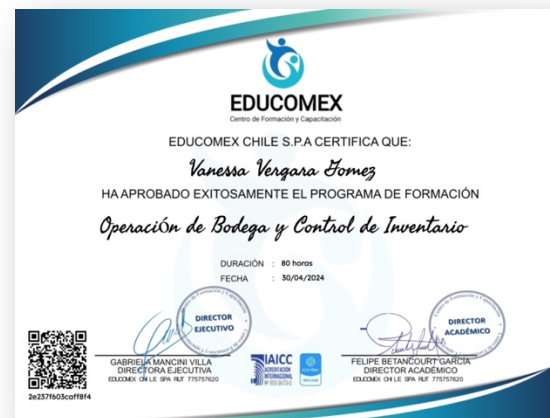 EDUCOMEX
Centro de Formación y Capacitación
EDUCOMEX CHILE S.P.A CERTIFICA QUE:
Vanessa Vergara Gomez
HA APROBADO EXITOSAMENTE EL PROGRAMA DE FORMACIÓN
Operación de Bodega y Control de Inventario
DURACIÓN : 80 horas
FECHA : 30/04/2024
DIRECTOR
EJECUTIVO
DIRECTOR
ACADÉMICO
GABRIELA MANCINI VILLA
DIRECTORA EJECUTIVA
EDUCOMEX CHILE SPA RUT 775757620
IAICC
ACREDITACIÓN
INTERNACIONAL
FELIPE BETANCOURT GARCÍA
DIRECTOR ACADÉMICO
EDUCOMEX CHILE SPA RUT 775757620
2e237f603caff8f4